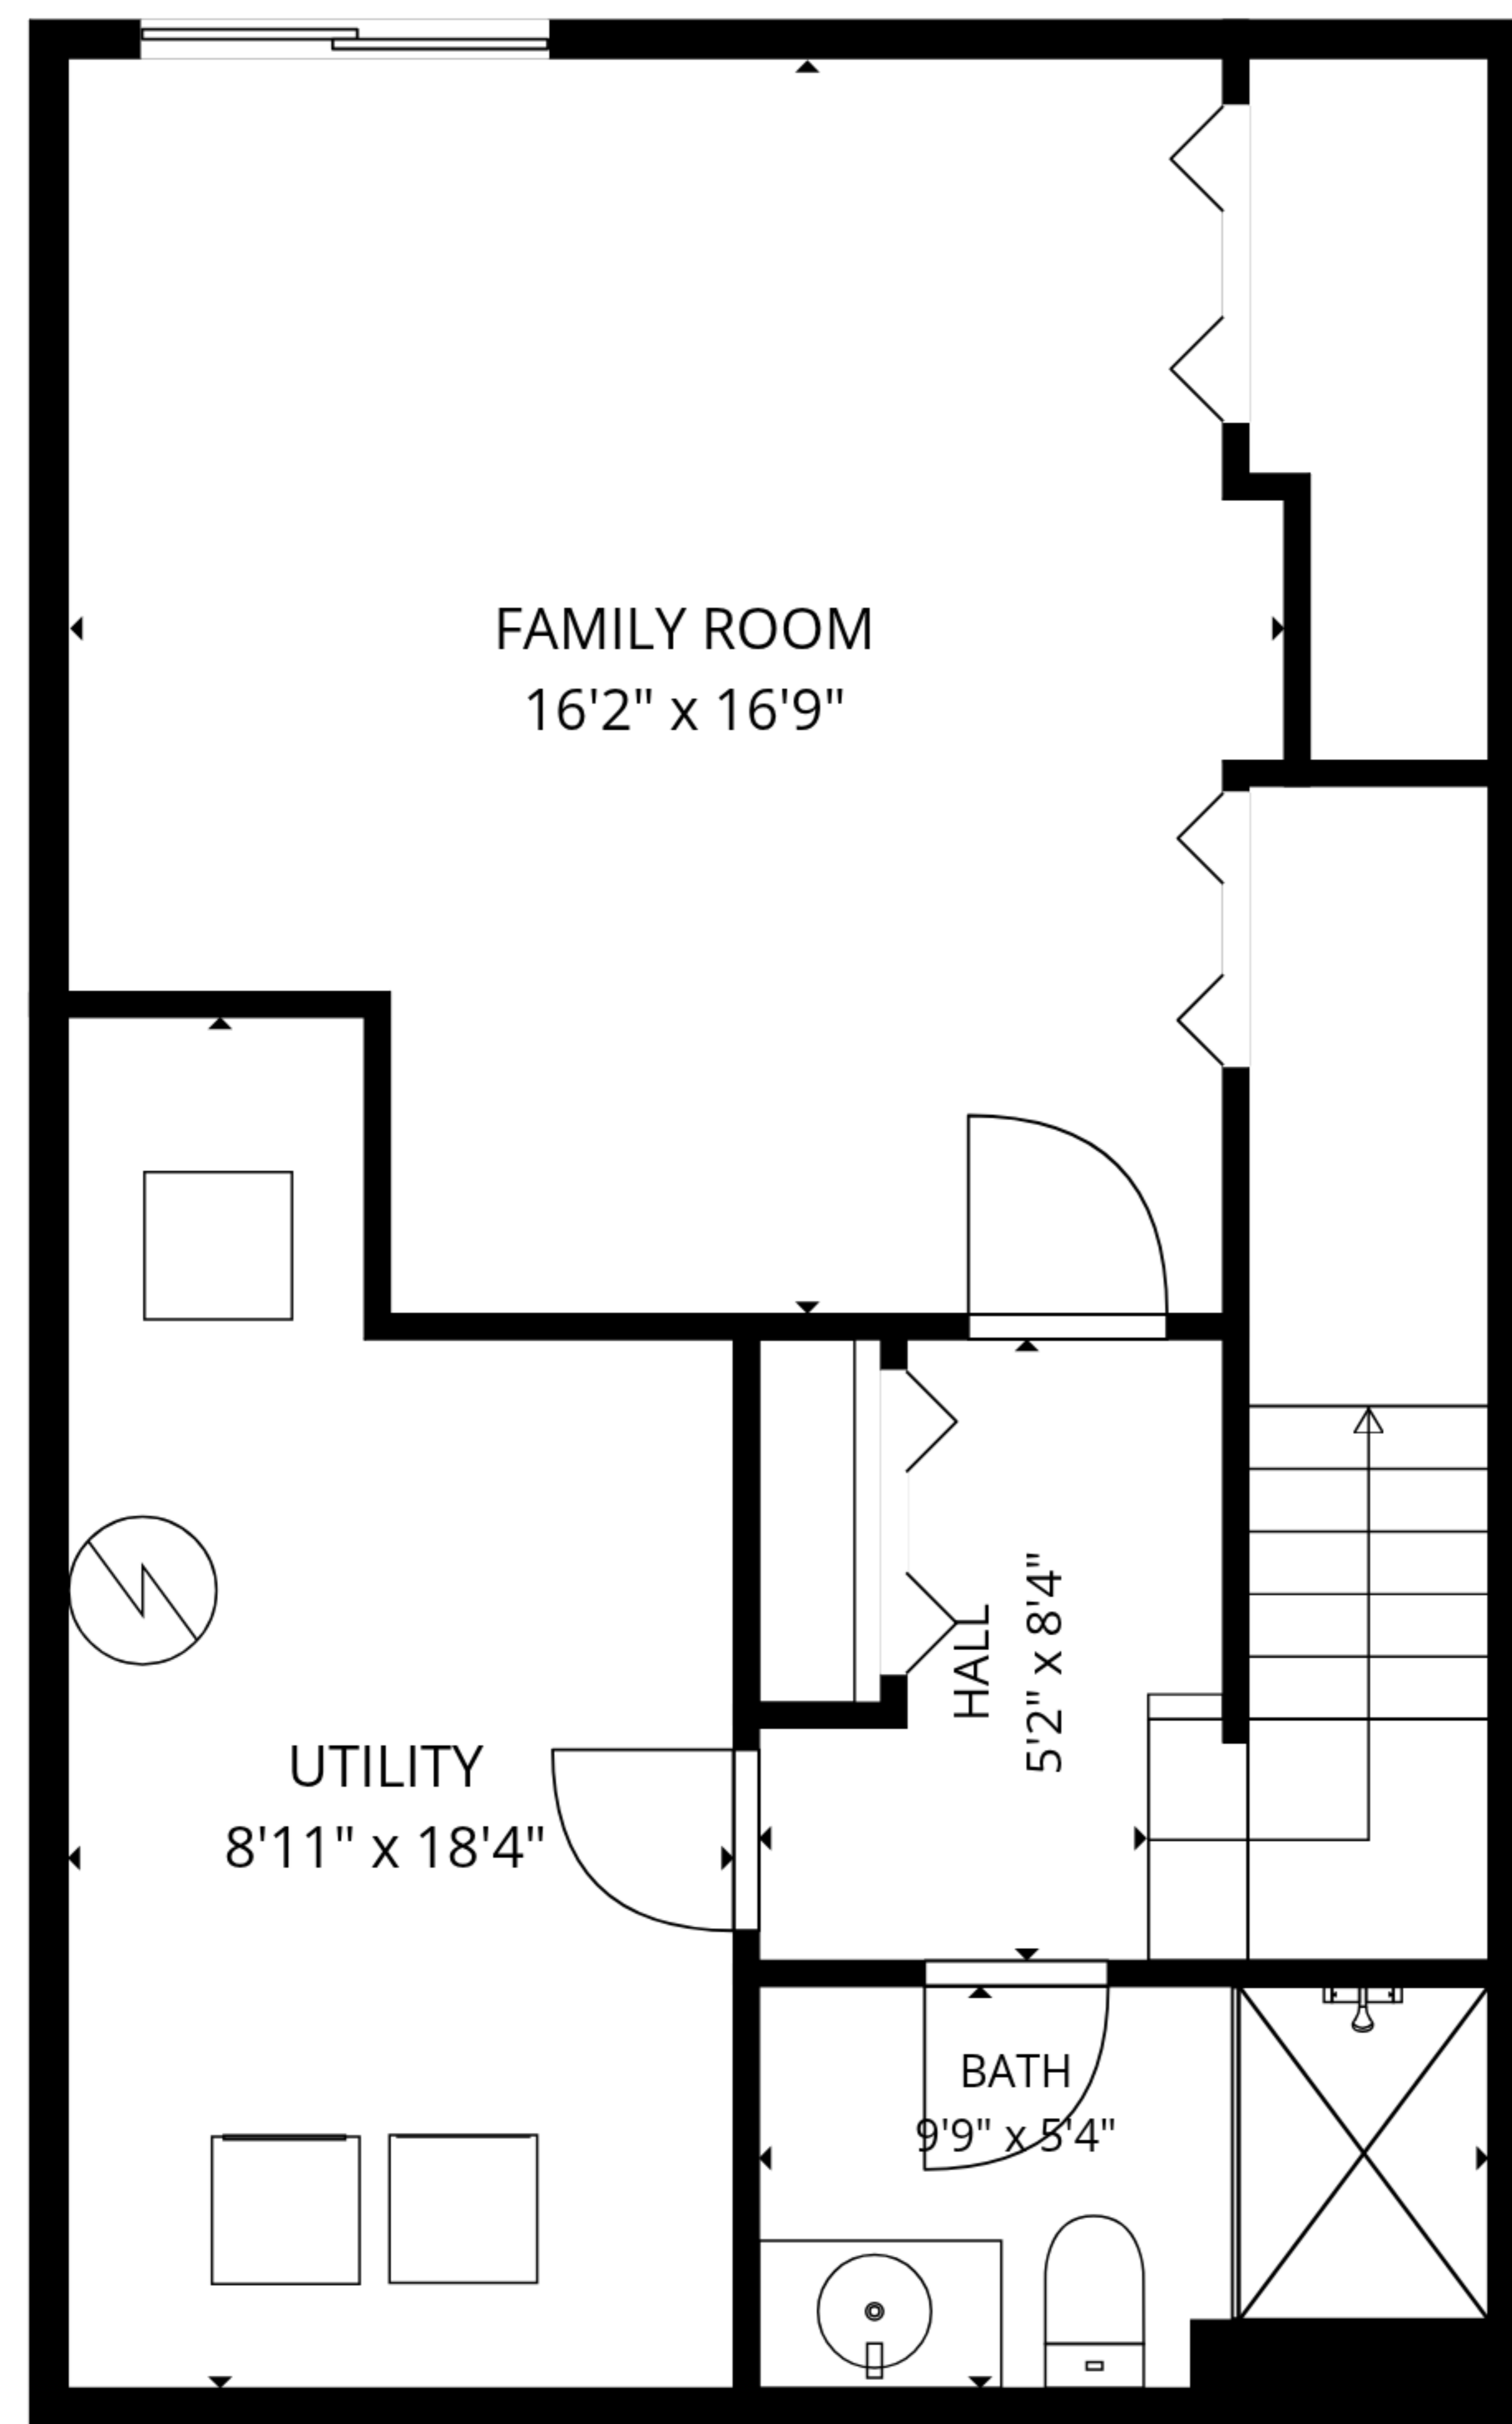 FAMILY ROOM
16'2" x 16'9"
HALL
5'2" x 8'4"
UTILITY
8'11" x 18'4"
BATH
9'9" x 5'4"